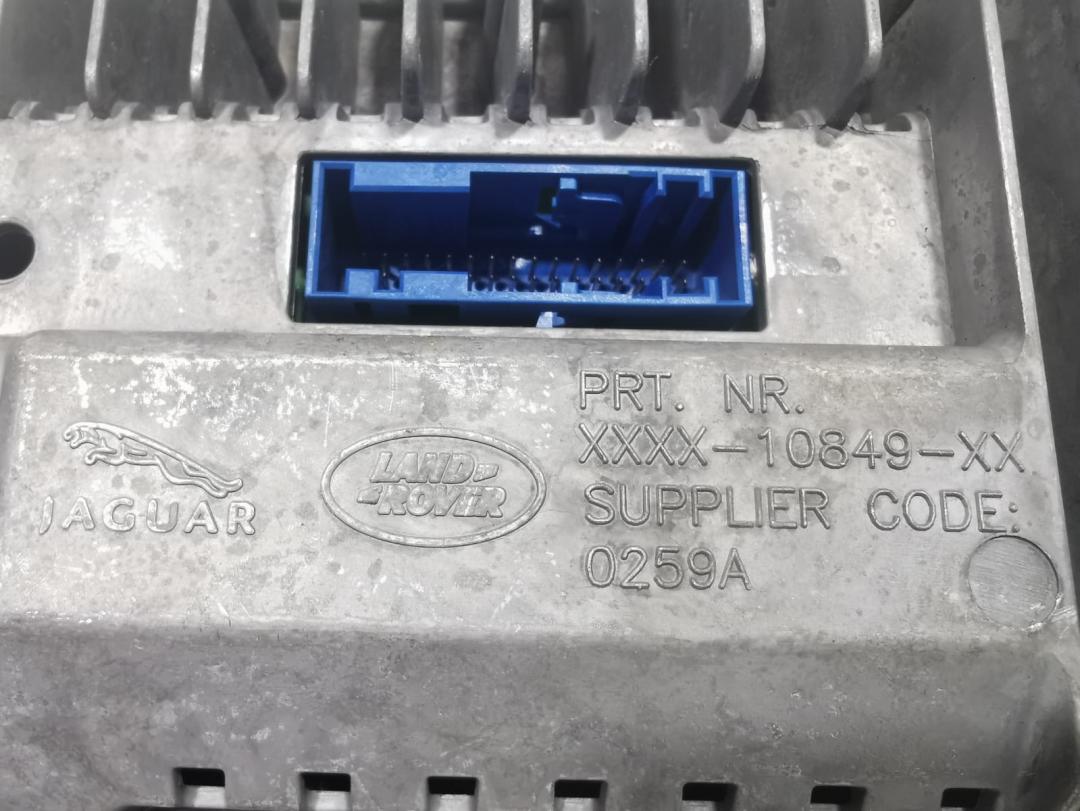 PRT. NR.
XXXX-10849-XX
SUPPLIER CODE:
0259A
JAGUAR
LAND
ROVER